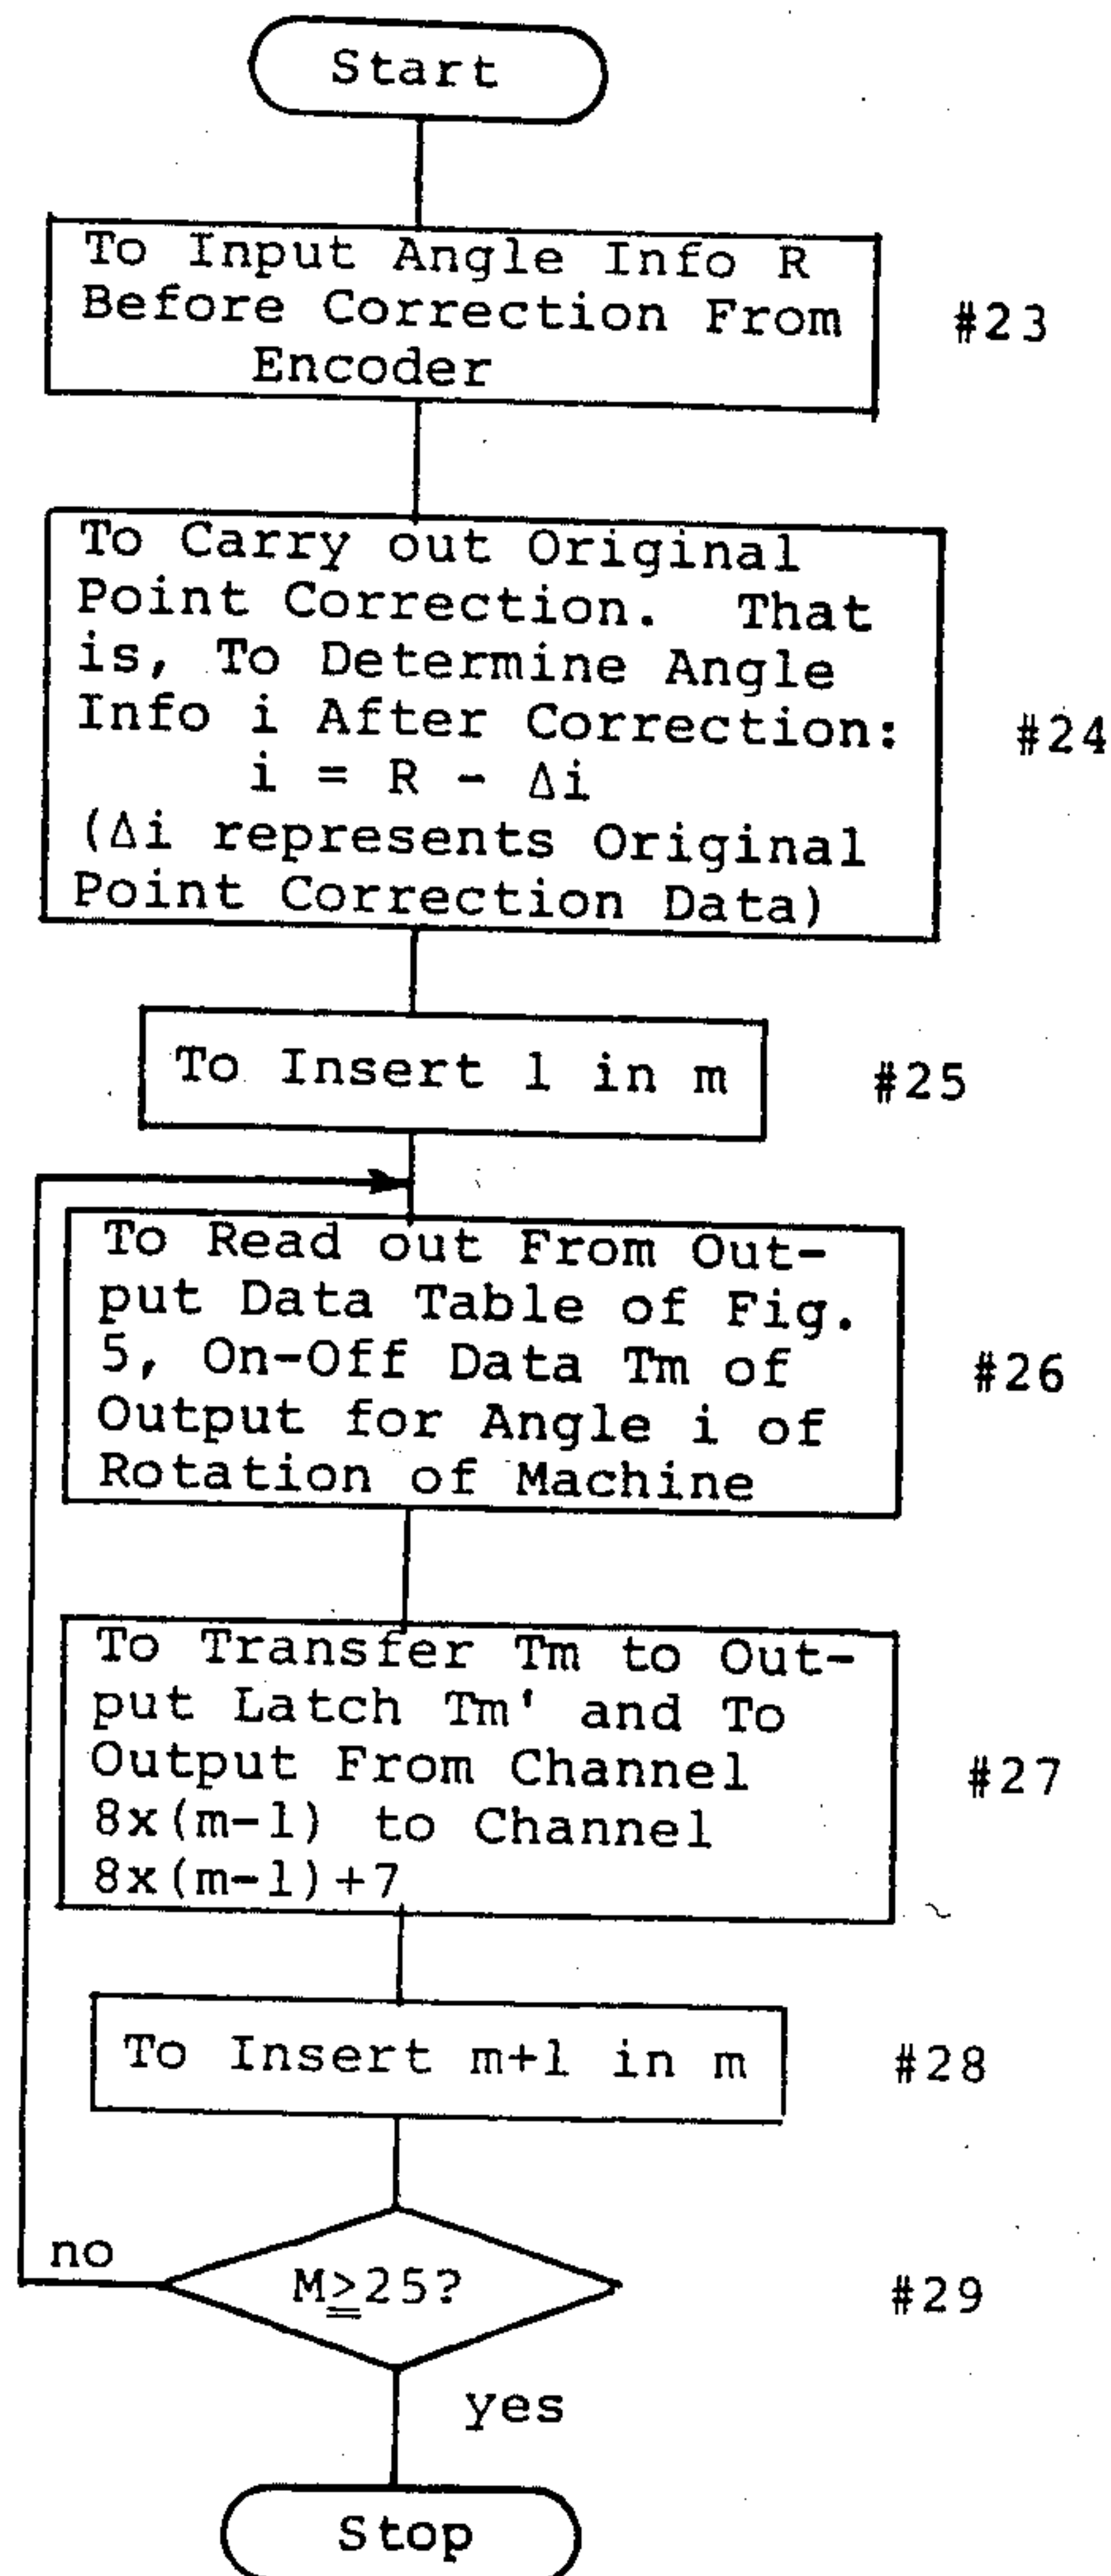 Start
To Input Angle Info R
Before Correction From
Encoder
#23
To Carry out Original
Point Correction. That
is, To Determine Angle
Info i After Correction:
i = R - Δi
(Δi represents Original
Point Correction Data)
#24
To Insert 1 in m
#25
To Read out From Out-
put Data Table of Fig.
5, On-Off Data Tm of
Output for Angle i of
Rotation of Machine
#26
To Transfer Tm to Out-
put Latch Tm' and To
Output From Channel
8x(m-1) to Channel
8x(m-1)+7
#27
To Insert m+1 in m
#28
no
M≧25?
#29
yes
Stop